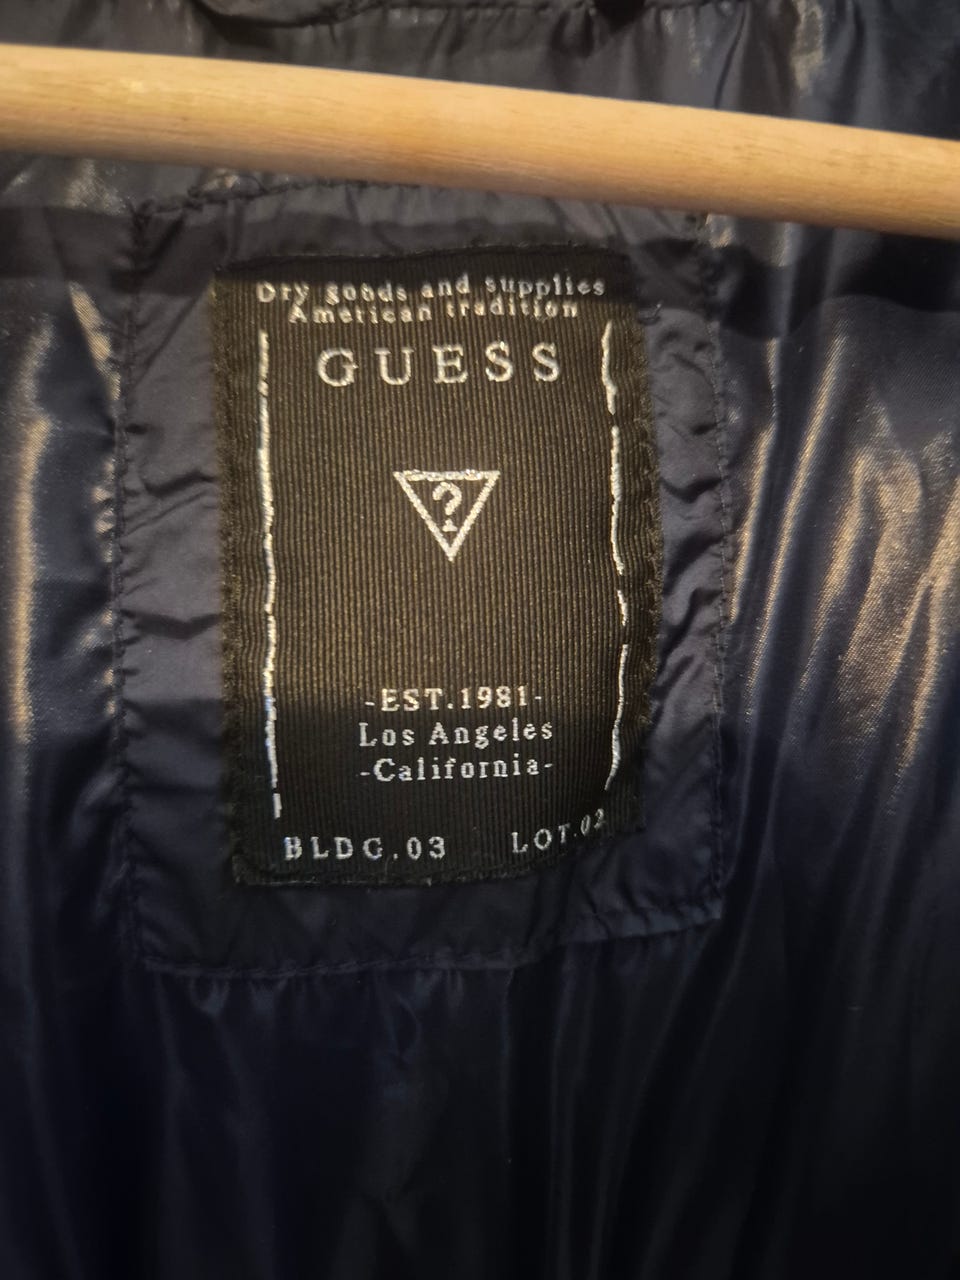 Dry goods and supplies
American tradition
GUESS
?
-EST.1981-
Los Angeles
-California-
BLDG.03 LOT.02